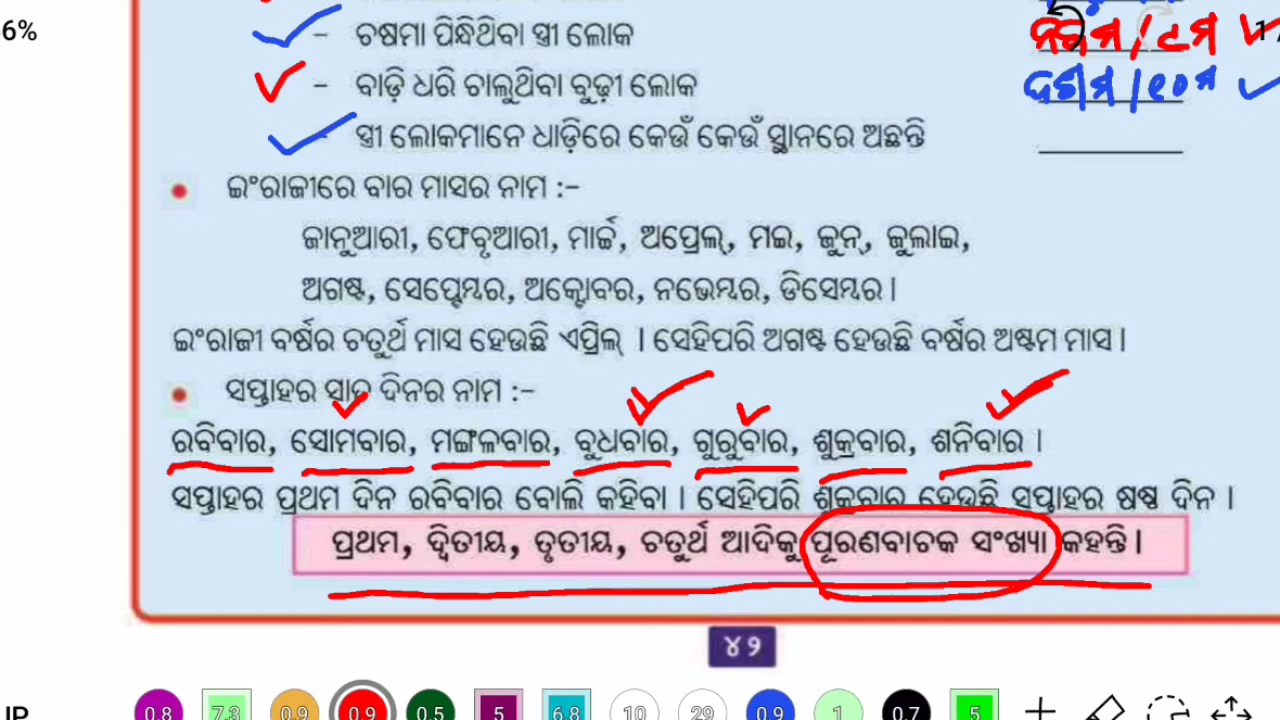 6%
– ଚଷମା ପିନ୍ଧିଥିବା ସ୍ତ୍ରୀ ଲୋକ ନବମ / ୯ମ
– ବାଡ଼ି ଧରି ଚାଲୁଥିବା ବୁଢ଼ୀ ଲୋକ ଦଶମ / ୧୦ମ
– ସ୍ତ୍ରୀ ଲୋକମାନେ ଧାଡ଼ିରେ କେଉଁ କେଉଁ ସ୍ଥାନରେ ଅଛନ୍ତି
• ଇଂରାଜୀରେ ବାର ମାସର ନାମ :–
ଜାନୁଆରୀ, ଫେବୃଆରୀ, ମାର୍ଚ୍ଚ, ଅପ୍ରେଲ୍, ମଇ, ଜୁନ୍, ଜୁଲାଇ,
ଅଗଷ୍ଟ, ସେପ୍ଟେମ୍ବର, ଅକ୍ଟୋବର, ନଭେମ୍ବର, ଡିସେମ୍ବର ।
ଇଂରାଜୀ ବର୍ଷର ଚତୁର୍ଥ ମାସ ହେଉଛି ଏପ୍ରିଲ୍ । ସେହିପରି ଅଗଷ୍ଟ ହେଉଛି ବର୍ଷର ଅଷ୍ଟମ ମାସ ।
• ସପ୍ତାହର ସାତ ଦିନର ନାମ :–
ରବିବାର, ସୋମବାର, ମଙ୍ଗଳବାର, ବୁଧବାର, ଗୁରୁବାର, ଶୁକ୍ରବାର, ଶନିବାର ।
ସପ୍ତାହର ପ୍ରଥମ ଦିନ ରବିବାର ବୋଲି କହିବା । ସେହିପରି ଶୁକ୍ରବାର ହେଉଛି ସପ୍ତାହର ଷଷ୍ଠ ଦିନ ।
ପ୍ରଥମ, ଦ୍ୱିତୀୟ, ତୃତୀୟ, ଚତୁର୍ଥ ଆଦିକୁ ପୂରଣବାଚକ ସଂଖ୍ୟା କହନ୍ତି ।
୪୨
0.8 7.3 0.9 0.9 0.5 5 6.8 10 29 0.9 1 0.7 5